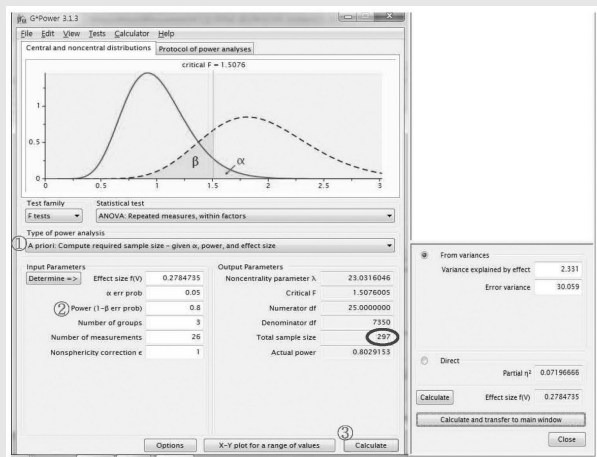 G*Power 3.1.3
File Edit View Tests Calculator Help
Central and noncentral distributions Protocol of power analyses
critical F = 1.5076
1
0.5
0
β
α
0 0.5 1 1.5 2 2.5 3
Test family Statistical test
F tests ANOVA: Repeated measures, within factors
Type of power analysis
① A priori: Compute required sample size - given α, power, and effect size
Input Parameters Output Parameters
Determine => Effect size f(V) 0.2784735 Noncentrality parameter λ 23.0316046
α err prob 0.05 Critical F 1.5076005
② Power (1-β err prob) 0.8 Numerator df 25.0000000
Number of groups 3 Denominator df 7350
Number of measurements 26 Total sample size 297
Nonsphericity correction ϵ 1 Actual power 0.8029153
③
Options X-Y plot for a range of values Calculate
From variances
Variance explained by effect 2.331
Error variance 30.059
Direct
Partial η² 0.07196666
Calculate Effect size f(V) 0.2784735
Calculate and transfer to main window
Close